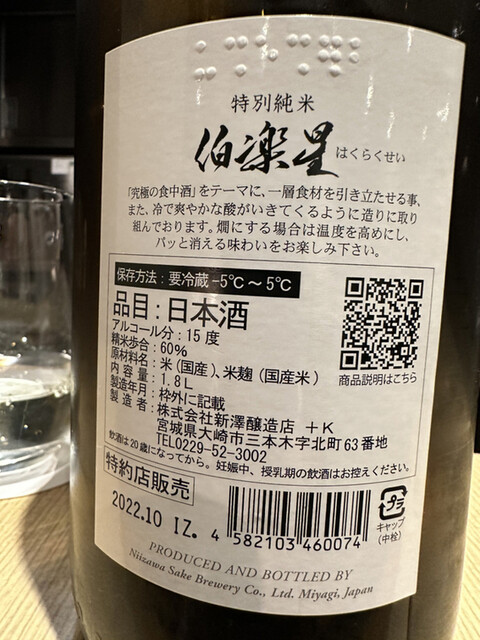 特別純米
伯楽星 はくらくせい
「究極の食中酒」をテーマに、一層食材を引き立たせる事、
また、冷で爽やかな酸がいきてくるように造りに取り
組んでおります。燗にする場合は温度を高めにし、
パッと消える味わいをお楽しみ下さい。
保存方法:要冷蔵 -5℃～5℃
品目:日本酒
アルコール分:15度
精米歩合:60%
原材料名:米(国産)、米麹(国産米)
内容量:1.8L
製造年月:枠外に記載
製造者:株式会社新澤醸造店 +K
宮城県大崎市三本木字北町63番地
TEL0229-52-3002
飲酒は20歳になってから。妊娠中、授乳期の飲酒はお控えください。
商品説明はこちら
特約店販売
2022.10 IZ.
4 582103 460074
プラ
キャップ
(中栓)
PRODUCED AND BOTTLED BY
Niizawa Sake Brewery Co., Ltd. Miyagi, Japan